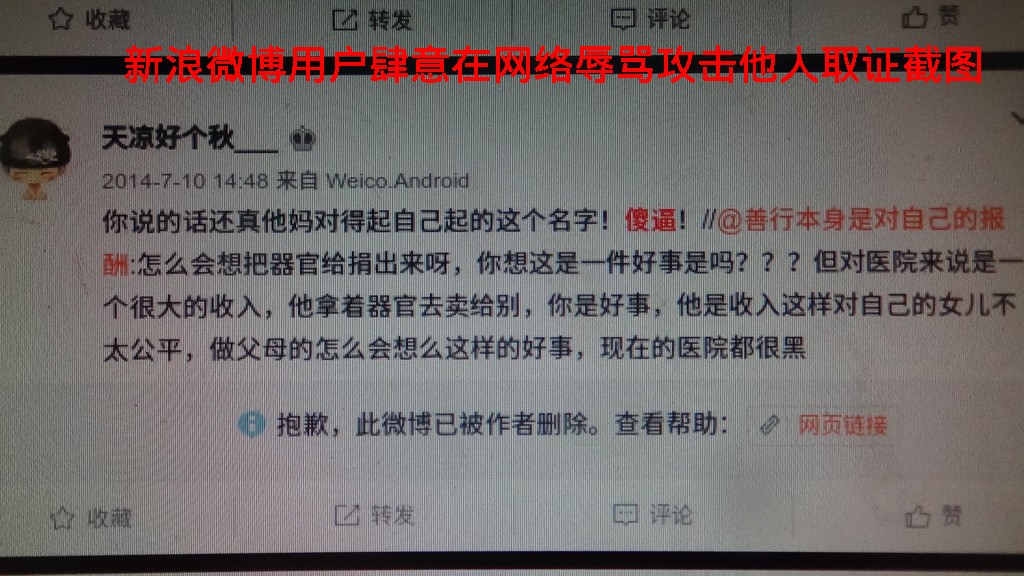 收藏 转发 评论 赞
新浪微博用户肆意在网络辱骂攻击他人取证截图
天凉好个秋___
2014-7-10 14:48 来自 Weico.Android
你说的话还真他妈对得起自己起的这个名字！傻逼！//@善行本身是对自己的报
酬:怎么会想把器官给捐出来呀，你想这是一件好事是吗？？？但对医院来说是一
个很大的收入，他拿着器官去卖给别，你是好事，他是收入这样对自己的女儿不
太公平，做父母的怎么会想么这样的好事，现在的医院都很黑
抱歉，此微博已被作者删除。查看帮助： 网页链接
收藏 转发 评论 赞